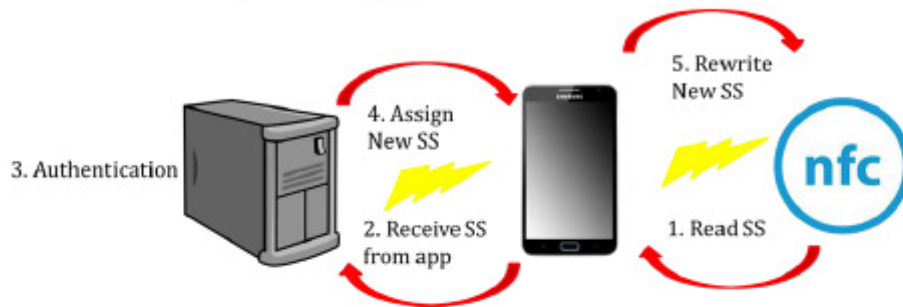 5. Rewrite
New SS
4. Assign
New SS
SAMSUNG
nfc
3. Authentication
2. Receive SS
from app
1. Read SS